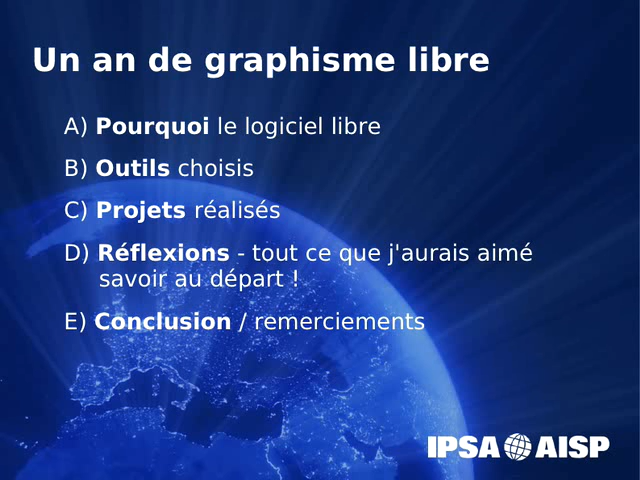 Un an de graphisme libre
A) Pourquoi le logiciel libre
B) Outils choisis
C) Projets réalisés
D) Réflexions - tout ce que j'aurais aimé
savoir au départ !
E) Conclusion / remerciements
IPSA AISP